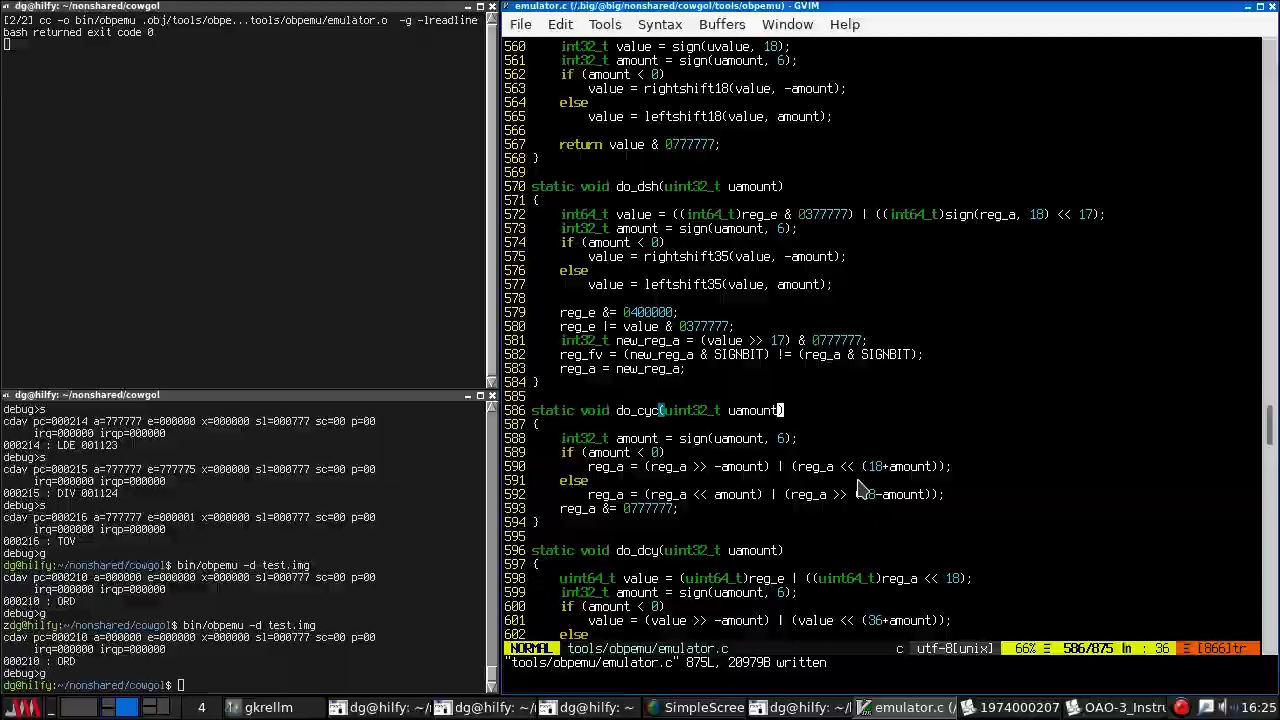 dg@hilfy: ~/nonshared/cowgol
[2/21] cc -o bin/obpemu .obj/tools/obpe...tools/obpemu/emulator.o  -g -lreadline
bash returned exit code 0
dg@hilfy: ~/nonshared/cowgol
debug>s
cdav pc=000214 a=777777 e=000000 x=000000 sl=777777 sc=00 p=00
     irq=000000 irqp=000000
000214 : LDE 001123
debug>s
cdav pc=000215 a=777777 e=777775 x=000000 sl=777777 sc=00 p=00
     irq=000000 irqp=000000
000215 : DIV 001124
debug>s
cdav pc=000216 a=777777 e=000001 x=000000 sl=777777 sc=00 p=00
     irq=000000 irqp=000000
000216 : TOV
debug>g
dg@hilfy:~/nonshared/cowgol$ bin/obpemu -d test.img
cdav pc=000210 a=000000 e=000000 x=000000 sl=000000 sc=00 p=00
     irq=000000 irqp=000000
000210 : ORD
debug>g
zdg@hilfy:~/nonshared/cowgol$ bin/obpemu -d test.img
cdav pc=000210 a=000000 e=000000 x=000000 sl=000000 sc=00 p=00
     irq=000000 irqp=000000
000210 : ORD
debug>g
dg@hilfy:~/nonshared/cowgol$
emulator.c (/.big/@big/nonshared/cowgol/tools/obpemu) - GVIM
File Edit Tools Syntax Buffers Window Help
560     int32_t value = sign(uvalue, 18);
561     int32_t amount = sign(uamount, 6);
562     if (amount < 0)
563         value = rightshift18(value, -amount);
564     else
565         value = leftshift18(value, amount);
566
567     return value & 0777777;
568 }
569
570 static void do_dsh(uint32_t uamount)
571 {
572     int64_t value = ((int64_t)reg_e & 0377777) | ((int64_t)sign(reg_a, 18) << 17);
573     int32_t amount = sign(uamount, 6);
574     if (amount < 0)
575         value = rightshift35(value, -amount);
576     else
577         value = leftshift35(value, amount);
578
579     reg_e &= 0400000;
580     reg_e |= value & 0377777;
581     int32_t new_reg_a = (value >> 17) & 0777777;
582     reg_fv = (new_reg_a & SIGNBIT) != (reg_a & SIGNBIT);
583     reg_a = new_reg_a;
584 }
585
586 static void do_cyc(uint32_t uamount)
587 {
588     int32_t amount = sign(uamount, 6);
589     if (amount < 0)
590         reg_a = (reg_a >> -amount) | (reg_a << (18+amount));
591     else
592         reg_a = (reg_a << amount) | (reg_a >> 8-amount));
593     reg_a &= 0777777;
594 }
595
596 static void do_dcy(uint32_t uamount)
597 {
598     uint64_t value = (uint64_t)reg_e | ((uint64_t)reg_a << 18);
599     int32_t amount = sign(uamount, 6);
600     if (amount < 0)
601         value = (value >> -amount) | (value << (36+amount));
602     else
NORMAL tools/obpemu/emulator.c c utf-8[unix] 66% ☰ 586/875 ln : 36 Ξ [866]tr
"tools/obpemu/emulator.c" 875L, 20979B written
4 gkrellm dg@hilfy: ~/ dg@hilfy: ~/ dg@hilfy: ~/ SimpleScree dg@hilfy: ~/ emulator.c (/ 1974000207 OAO-3_Instru 16:25